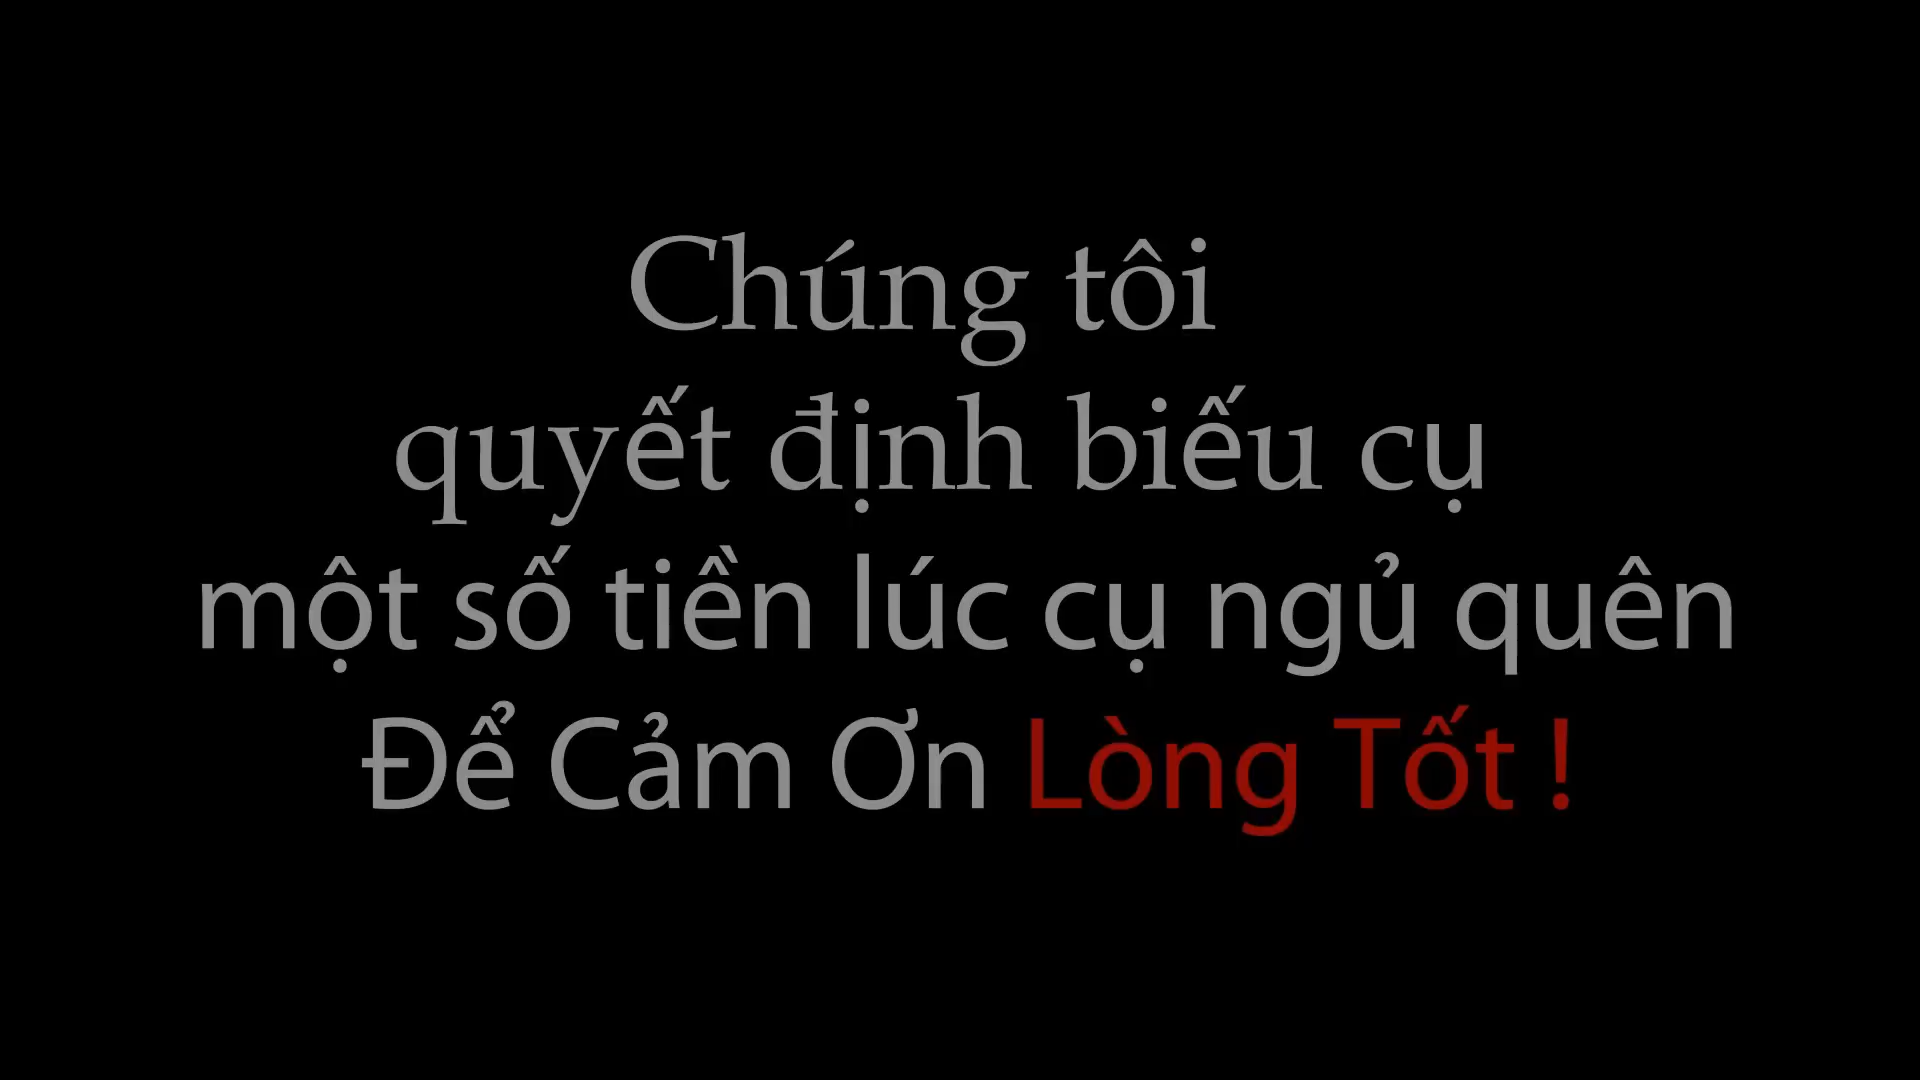 Chúng tôi
quyết định biếu cụ
một số tiền lúc cụ ngủ quên
Để Cảm Ơn Lòng Tốt !